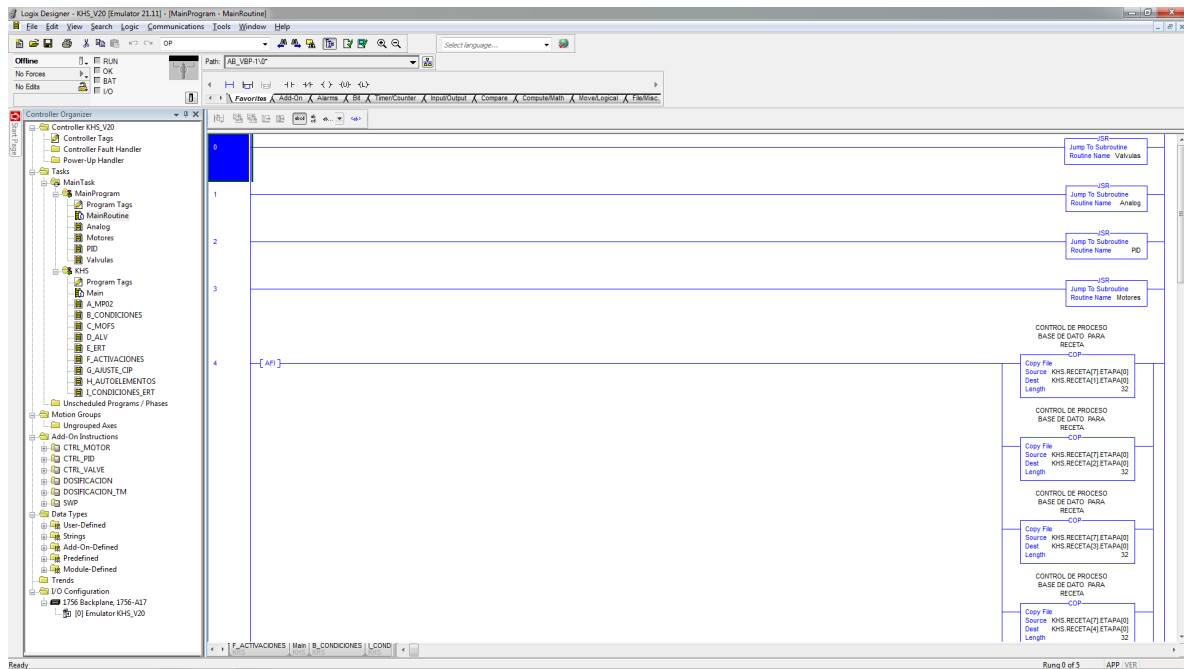 Logix Designer - KHS_V20 [Emulator 21.11] - [MainProgram - MainRoutine]
File Edit View Search Logic Communications Tools Window Help
OP
Select language...
Offline
RUN
No Forces
OK
No Edits
BAT
I/O
Path: AB_VBP-1\0*
Favorites Add-On Alarms Bit Timer/Counter Input/Output Compare Compute/Math Move/Logical File/Misc.
Start Page
Controller Organizer
Controller KHS_V20
Controller Tags
Controller Fault Handler
Power-Up Handler
Tasks
MainTask
MainProgram
Program Tags
MainRoutine
Analog
Motores
PID
Valvulas
KHS
Program Tags
Main
A_MP02
B_CONDICIONES
C_MOFS
D_ALV
E_ERT
F_ACTIVACIONES
G_AJUSTE_CIP
H_AUTOELEMENTOS
I_CONDICIONES_ERT
Unscheduled Programs / Phases
Motion Groups
Ungrouped Axes
Add-On Instructions
CTRL_MOTOR
CTRL_PID
CTRL_VALVE
DOSIFICACION
DOSIFICACION_TM
SWP
Data Types
User-Defined
Strings
Add-On-Defined
Predefined
Module-Defined
Trends
I/O Configuration
1756 Backplane, 1756-A17
[0] Emulator KHS_V20
0
JSR
Jump To Subroutine
Routine Name Valvulas
1
JSR
Jump To Subroutine
Routine Name Analog
2
JSR
Jump To Subroutine
Routine Name PID
3
JSR
Jump To Subroutine
Routine Name Motores
4
[ AFI ]
CONTROL DE PROCESO
BASE DE DATO PARA
RECETA
COP
Copy File
Source KHS.RECETA[7].ETAPA[0]
Dest KHS.RECETA[1].ETAPA[0]
Length 32
CONTROL DE PROCESO
BASE DE DATO PARA
RECETA
COP
Copy File
Source KHS.RECETA[7].ETAPA[0]
Dest KHS.RECETA[2].ETAPA[0]
Length 32
CONTROL DE PROCESO
BASE DE DATO PARA
RECETA
COP
Copy File
Source KHS.RECETA[7].ETAPA[0]
Dest KHS.RECETA[3].ETAPA[0]
Length 32
CONTROL DE PROCESO
BASE DE DATO PARA
RECETA
COP
Copy File
Source KHS.RECETA[7].ETAPA[0]
Dest KHS.RECETA[4].ETAPA[0]
Length 32
F_ACTIVACIONES Main B_CONDICIONES I_COND
KHS KHS KHS KHS
Ready
Rung 0 of 5 APP VER